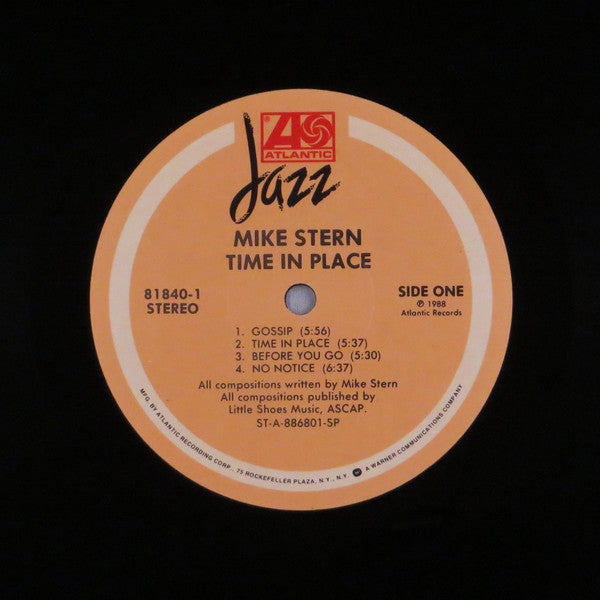 ATLANTIC
Jazz
MIKE STERN
TIME IN PLACE
81840-1
STEREO
SIDE ONE
℗ 1988
Atlantic Records
1. GOSSIP (5:56)
2. TIME IN PLACE (5:37)
3. BEFORE YOU GO (5:30)
4. NO NOTICE (6:37)
All compositions written by Mike Stern
All compositions published by
Little Shoes Music, ASCAP.
ST-A-886801-SP
MFG. BY ATLANTIC RECORDING CORP., 75 ROCKEFELLER PLAZA, N.Y., N.Y. A WARNER COMMUNICATIONS COMPANY